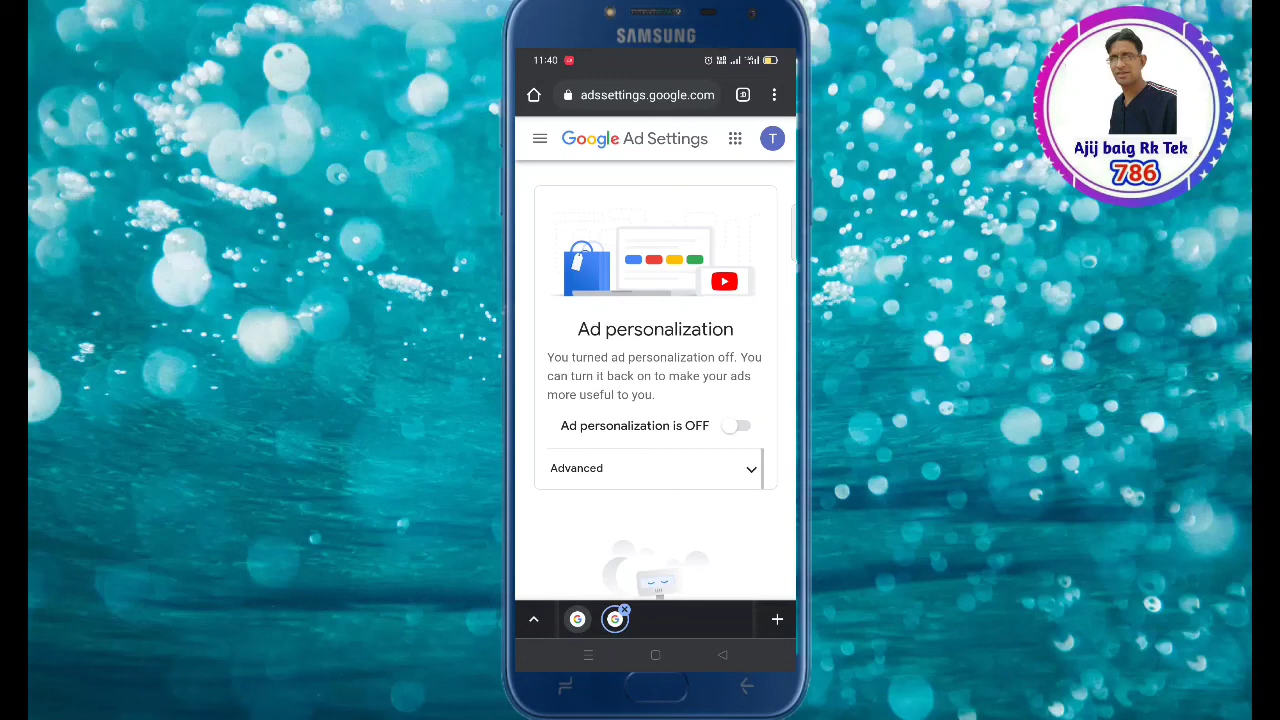 SAMSUNG
11:40
adssettings.google.com
:D
Google Ad Settings
T
Ad personalization
You turned ad personalization off. You
can turn it back on to make your ads
more useful to you.
Ad personalization is OFF
Advanced
G
G
Ajij baig Rk Tek
786